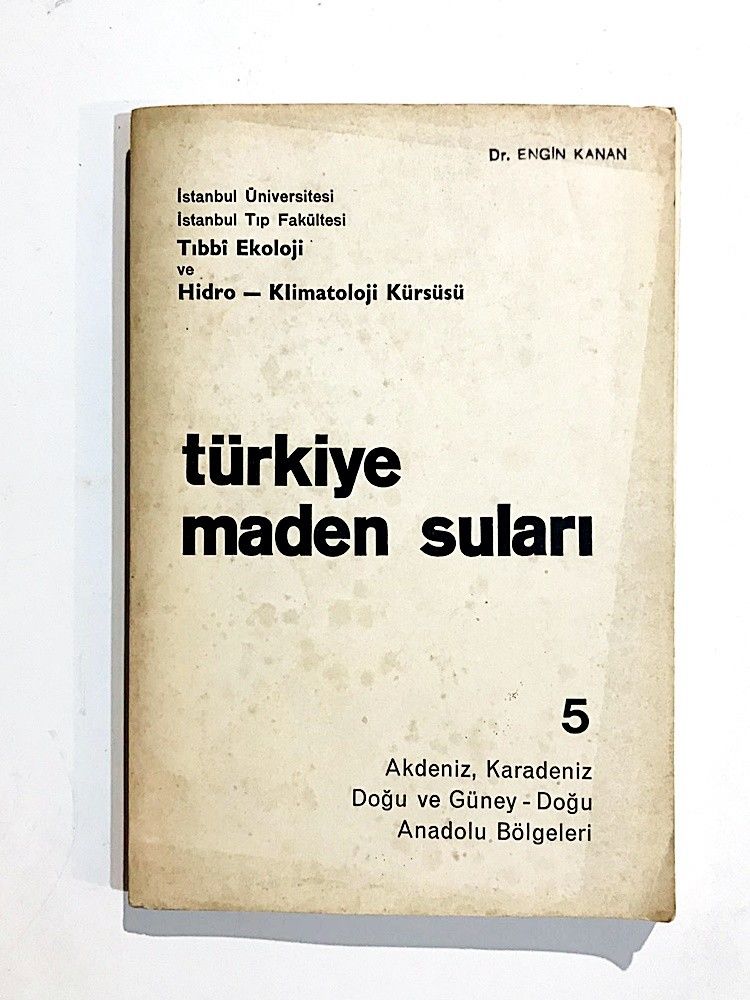 Dr. ENGİN KANAN
İstanbul Üniversitesi
İstanbul Tıp Fakültesi
Tıbbî Ekoloji
ve
Hidro — Klimatoloji Kürsüsü
türkiye
maden suları
5
Akdeniz, Karadeniz
Doğu ve Güney - Doğu
Anadolu Bölgeleri